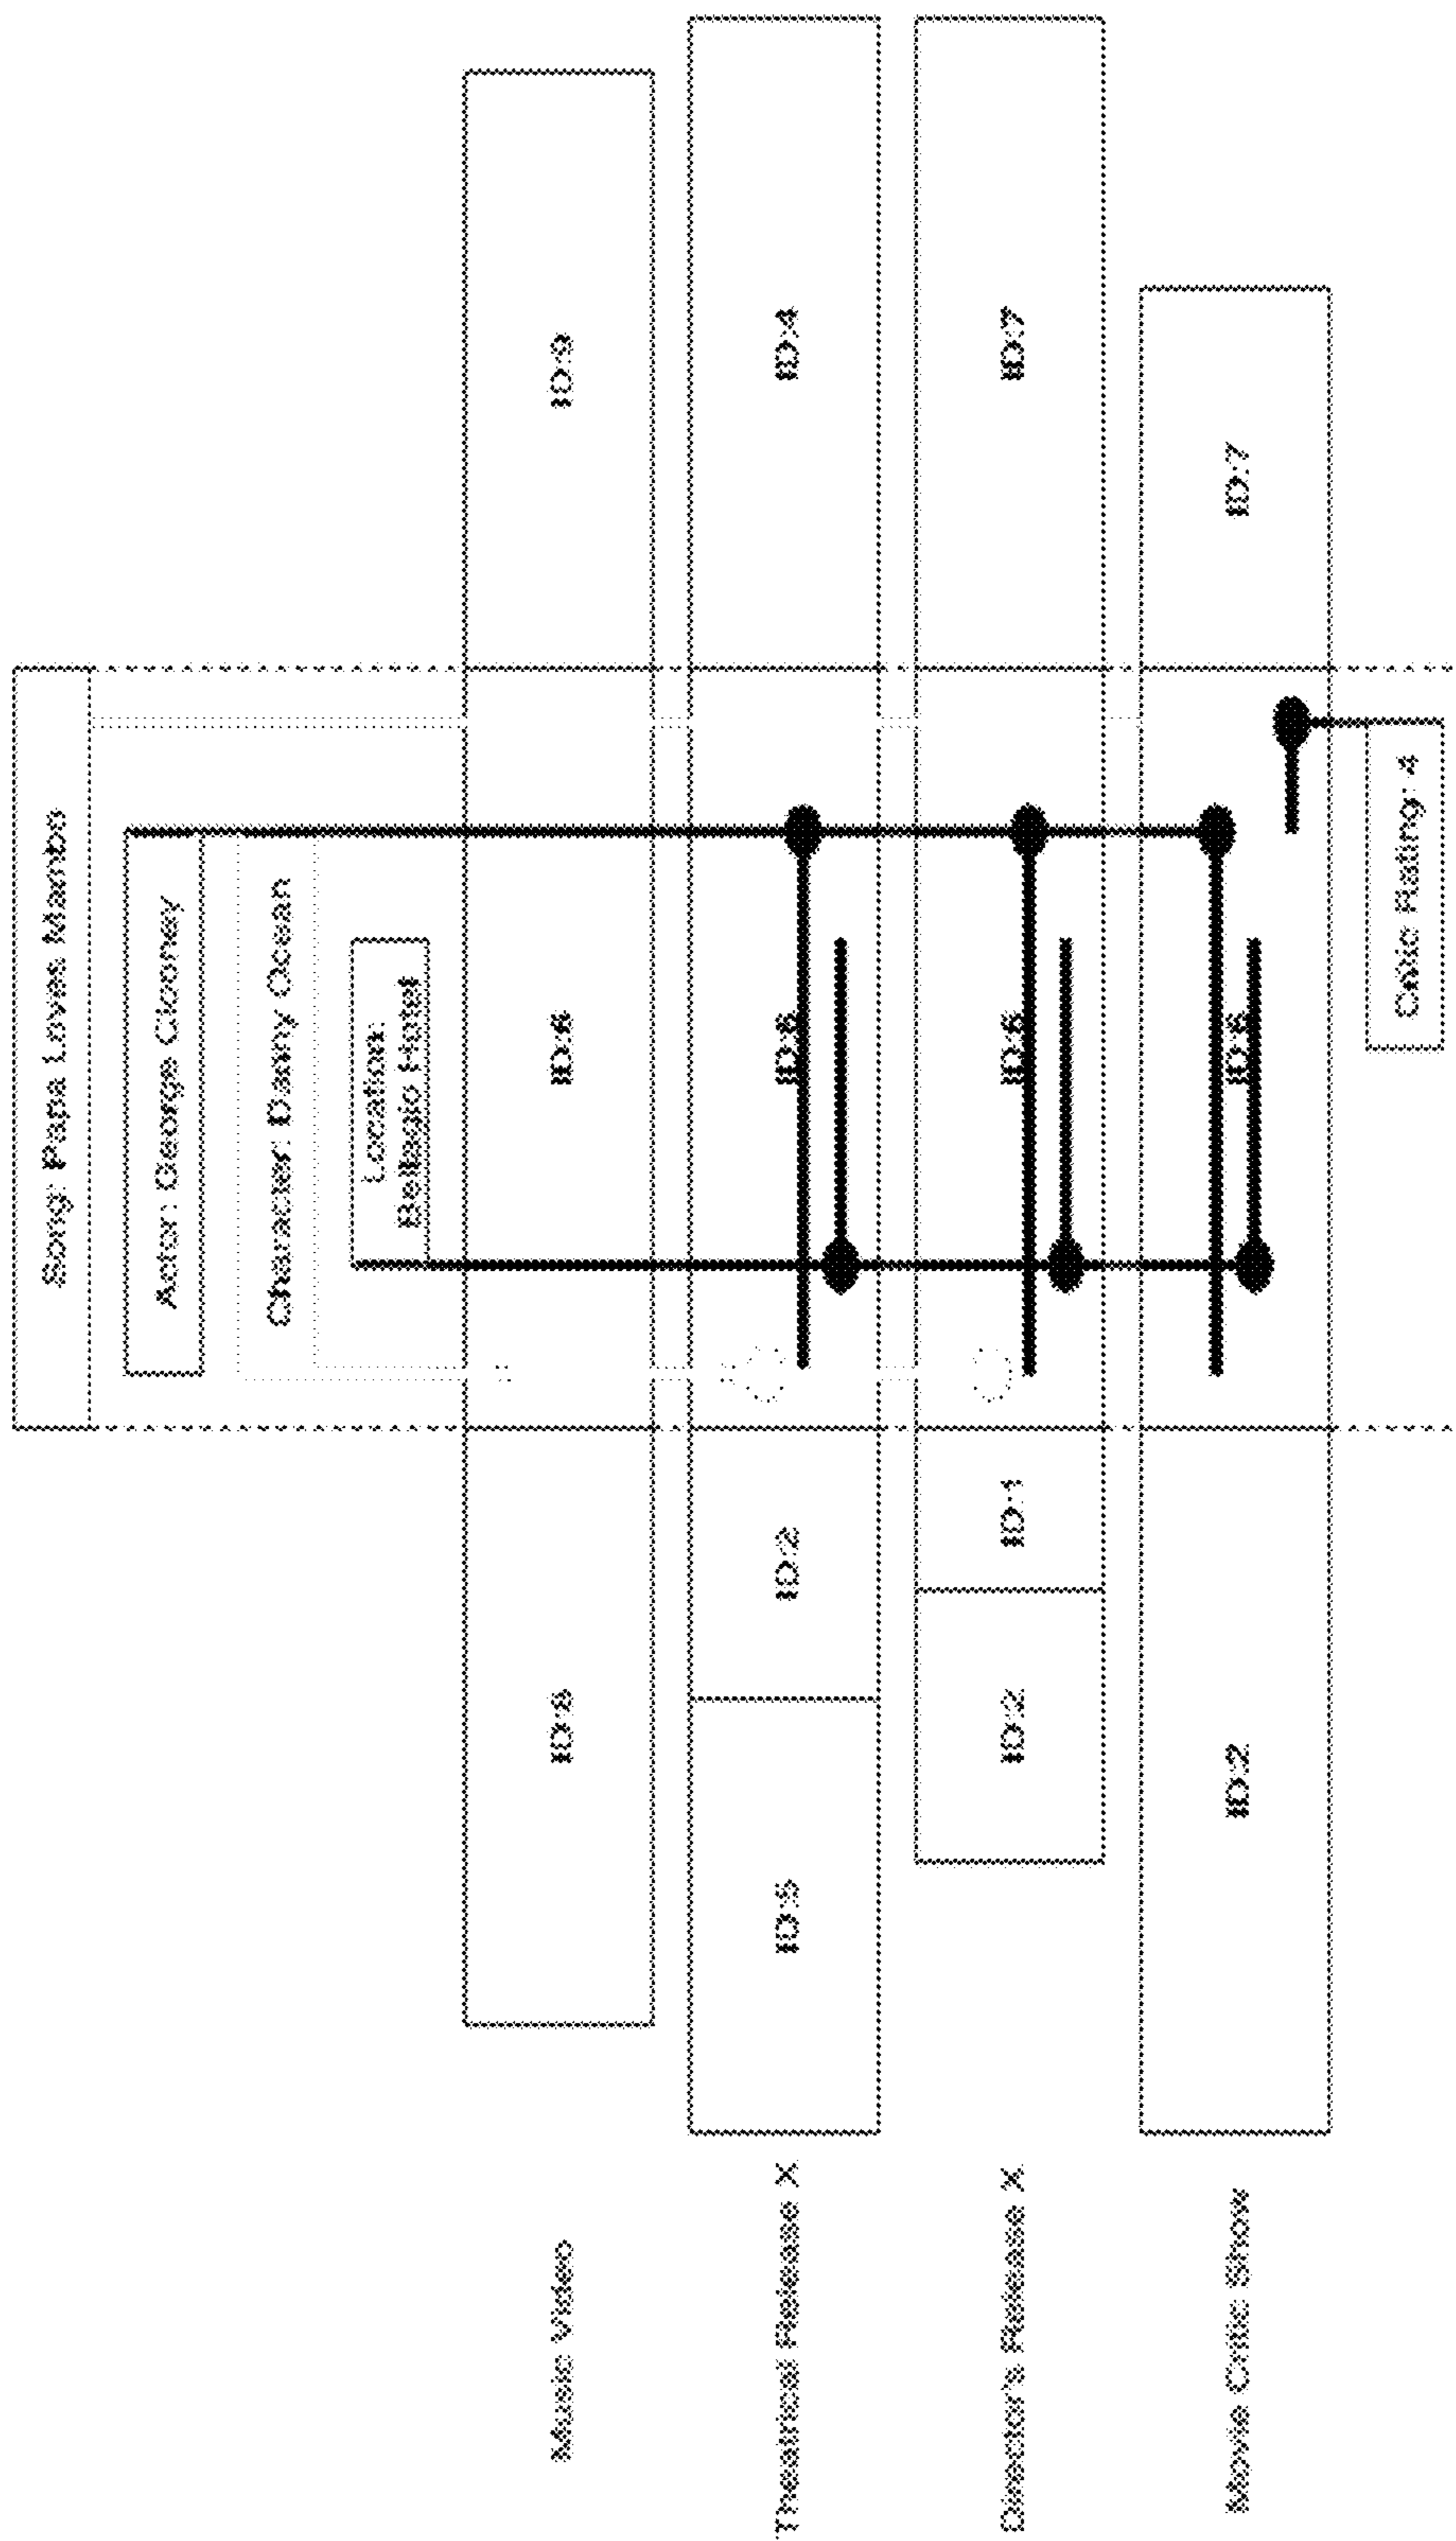 Song: Papa Loves Mambo
Actor: George Clooney
Character: Danny Ocean
Location:
Bellagio Hotel
Music Video
ID:8
ID:6
ID:9
Theatrical Release X
ID:5
ID:2
ID:6
ID:4
Director's Release X
ID:2
ID:1
ID:6
ID:7
Movie Critic Show
ID:2
ID:6
ID:7
Critic Rating: 4